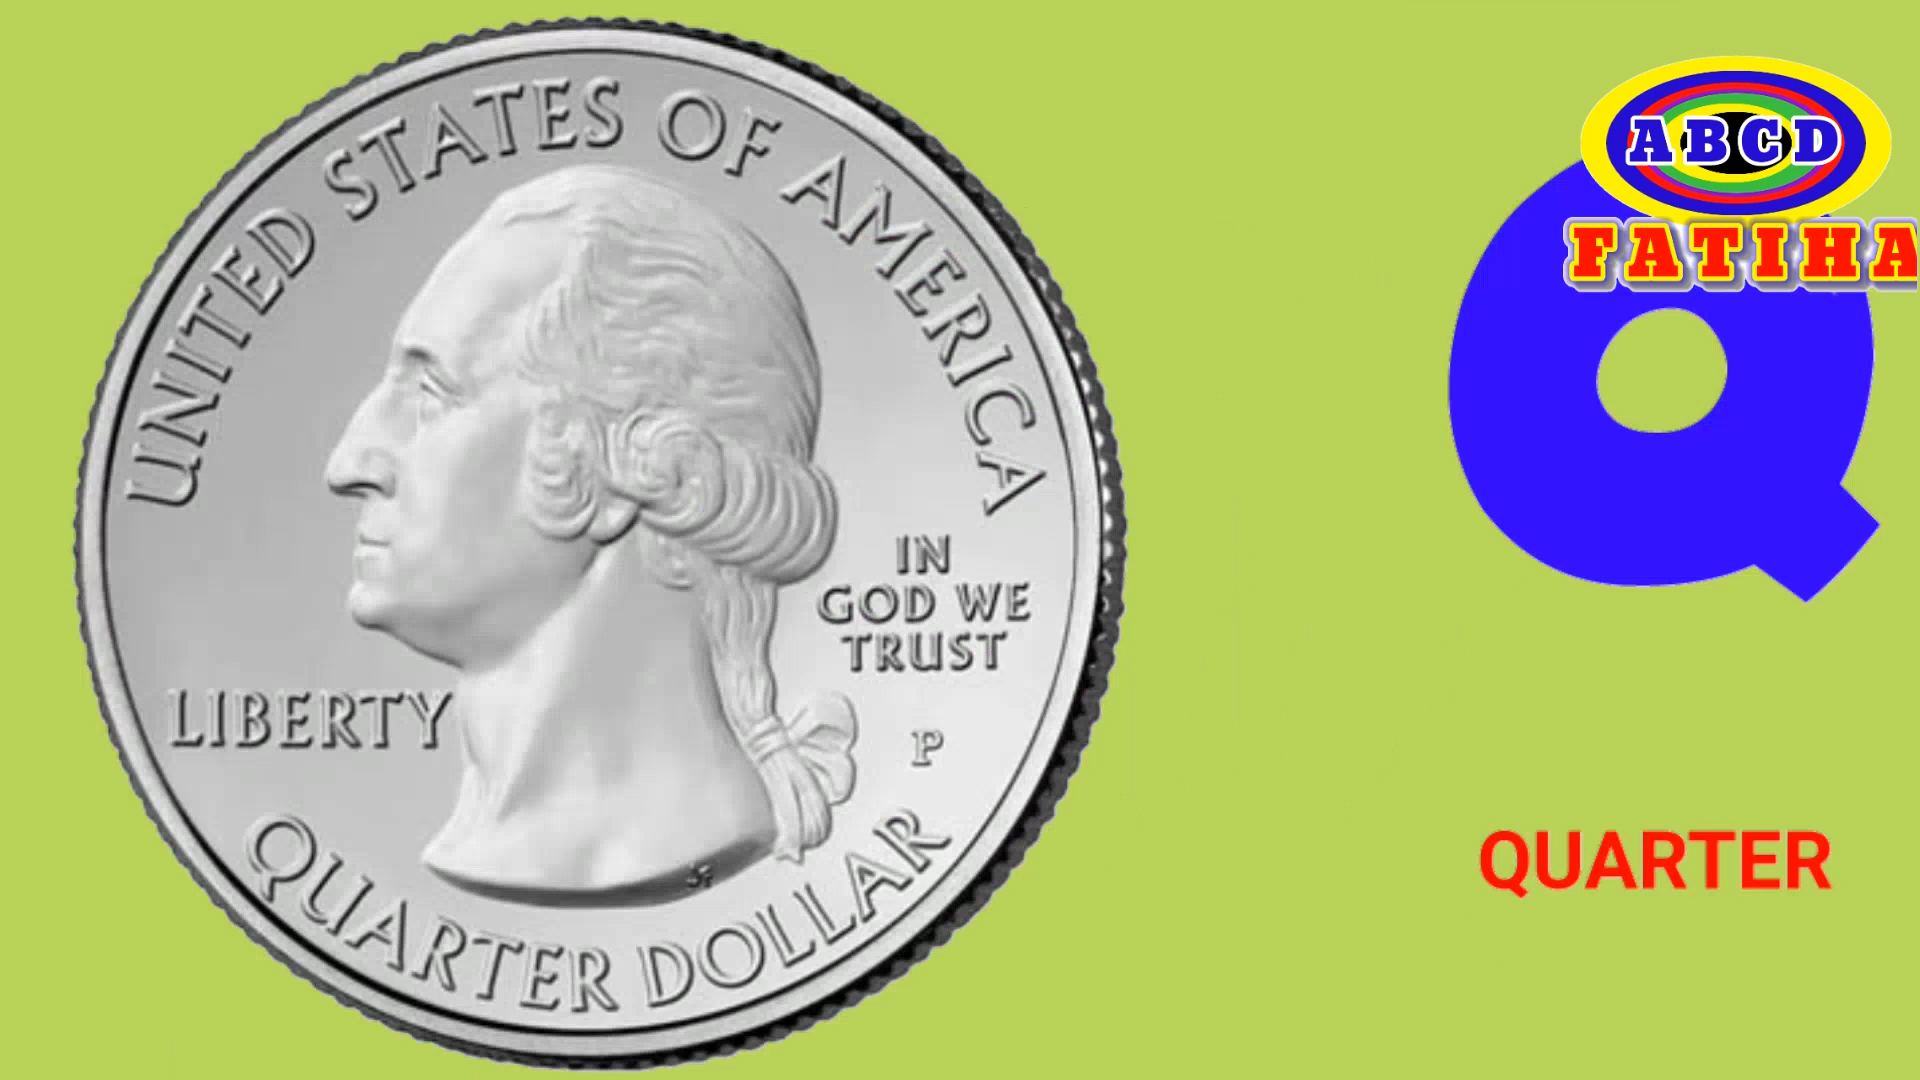 UNITED STATES OF AMERICA
IN
GOD WE
TRUST
LIBERTY
P
QUARTER DOLLAR
ABCD
FATIHA
Q
QUARTER